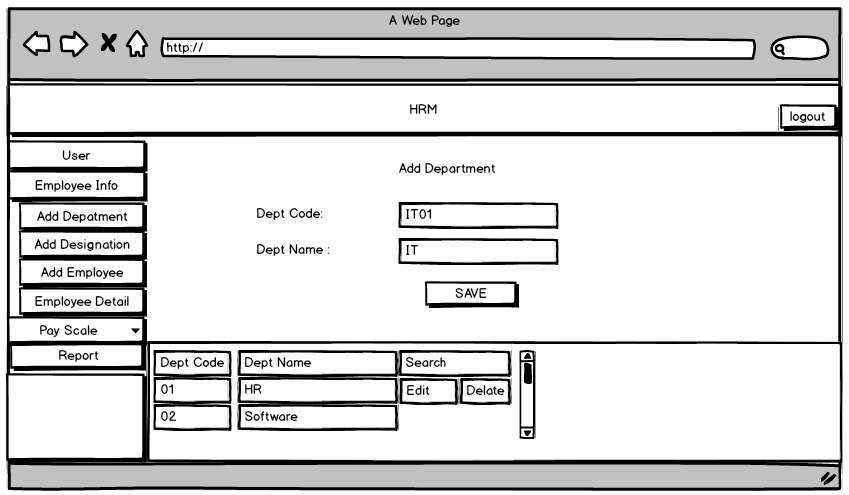 A Web Page
http://
HRM
logout
User
Employee Info
Add Depatment
Add Designation
Add Employee
Employee Detail
Pay Scale
Report
Add Department
Dept Code: IT01
Dept Name : IT
SAVE
Dept Code Dept Name Search
01 HR Edit Delate
02 Software